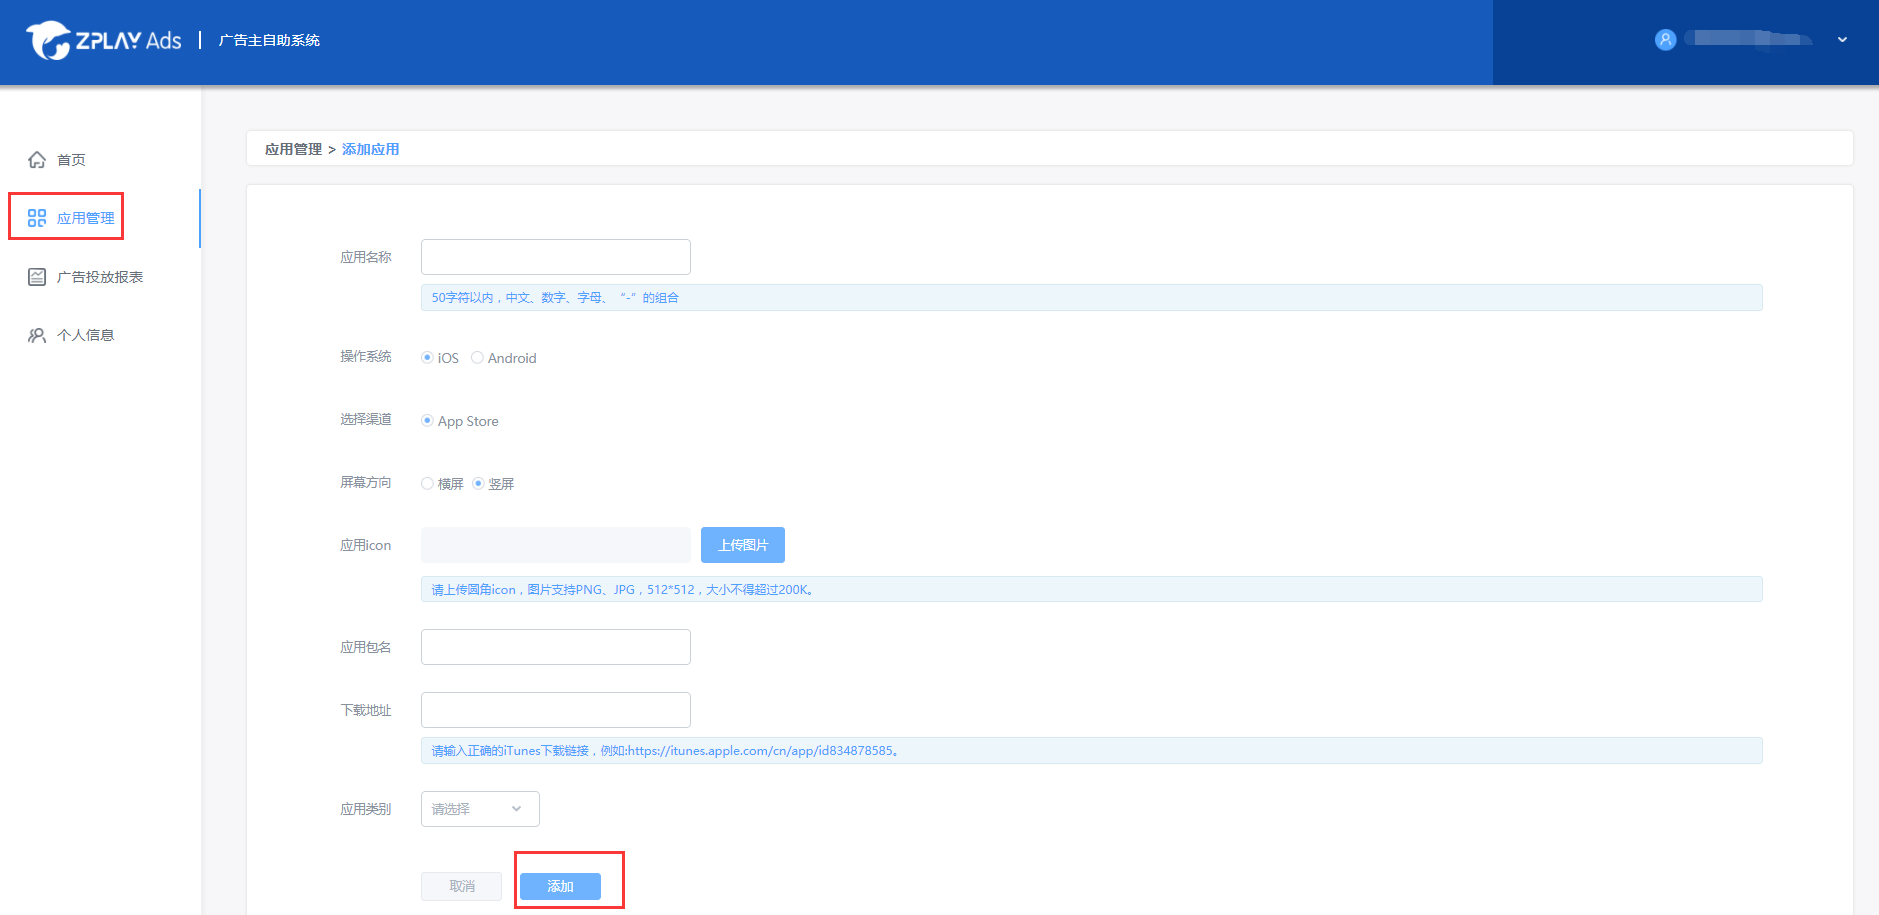 ZPLAY Ads | 广告主自助系统
首页
应用管理
广告投放报表
个人信息
应用管理 > 添加应用
应用名称
50字符以内，中文、数字、字母、“-”的组合
操作系统 iOS Android
选择渠道 App Store
屏幕方向 横屏 竖屏
应用icon 上传图片
请上传圆角icon，图片支持PNG、JPG，512*512，大小不得超过200K。
应用包名
下载地址
请输入正确的iTunes下载链接，例如:https://itunes.apple.com/cn/app/id834878585。
应用类别 请选择
取消 添加